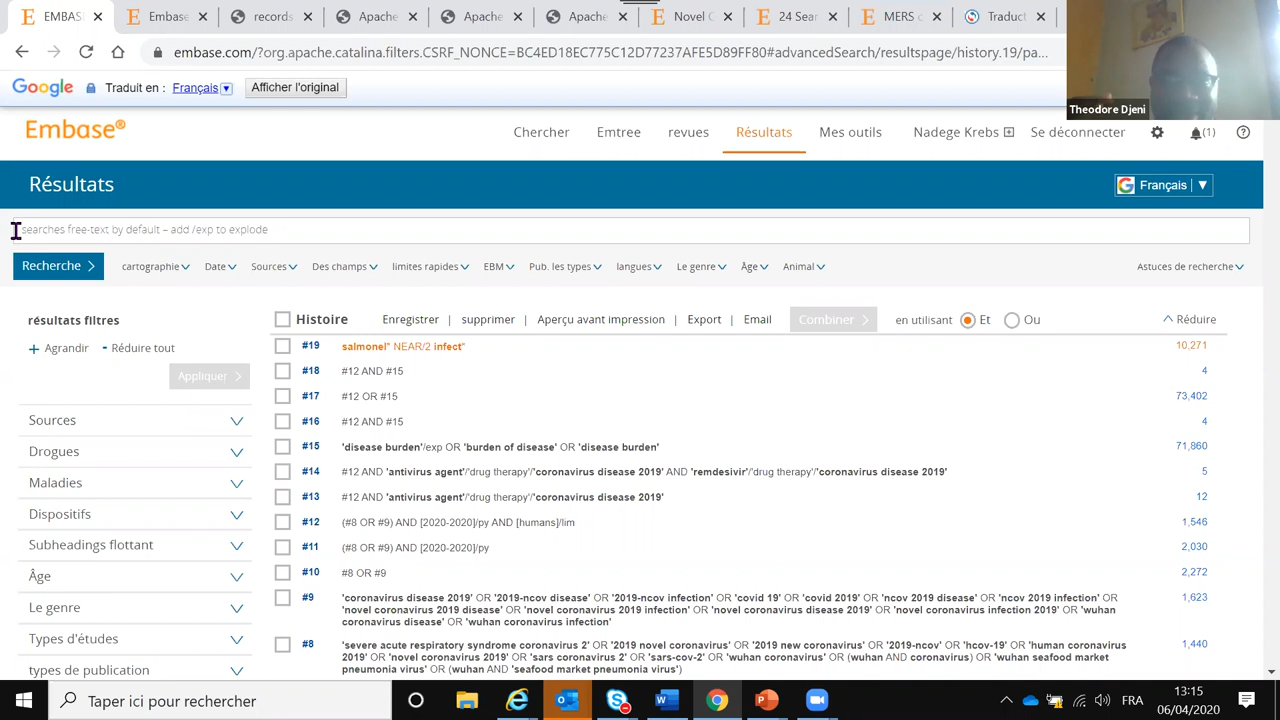 EMBAS
Embase
records
Apache
Apache
Apache
Novel C
24 Sear
MERS c
Traduct
embase.com/?org.apache.catalina.filters.CSRF_NONCE=BC4ED18EC775C12D77237AFE5D89FF80#advancedSearch/resultspage/history.19/pa...
Theodore Djeni
Google Traduit en : Français Afficher l'original
Embase®
Chercher Emtree revues Résultats Mes outils Nadege Krebs Se déconnecter (1)
Résultats
Français
searches free-text by default – add /exp to explode
Recherche
cartographie Date Sources Des champs limites rapides EBM Pub. les types langues Le genre Âge Animal Astuces de recherche
résultats filtres
Agrandir Réduire tout
Appliquer
Sources
Drogues
Maladies
Dispositifs
Subheadings flottant
Âge
Le genre
Types d'études
types de publication
Histoire Enregistrer | supprimer | Aperçu avant impression | Export | Email Combiner en utilisant Et Ou Réduire
#19 salmonel* NEAR/2 infect* 10,271
#18 #12 AND #15 4
#17 #12 OR #15 73,402
#16 #12 AND #15 4
#15 'disease burden'/exp OR 'burden of disease' OR 'disease burden' 71,860
#14 #12 AND 'antivirus agent'/'drug therapy'/'coronavirus disease 2019' AND 'remdesivir'/'drug therapy'/'coronavirus disease 2019' 5
#13 #12 AND 'antivirus agent'/'drug therapy'/'coronavirus disease 2019' 12
#12 (#8 OR #9) AND [2020-2020]/py AND [humans]/lim 1,546
#11 (#8 OR #9) AND [2020-2020]/py 2,030
#10 #8 OR #9 2,272
#9 'coronavirus disease 2019' OR '2019-ncov disease' OR '2019-ncov infection' OR 'covid 19' OR 'covid 2019' OR 'ncov 2019 disease' OR 'ncov 2019 infection' OR 1,623
'novel coronavirus 2019 disease' OR 'novel coronavirus 2019 infection' OR 'novel coronavirus disease 2019' OR 'novel coronavirus infection 2019' OR 'wuhan
coronavirus disease' OR 'wuhan coronavirus infection'
#8 'severe acute respiratory syndrome coronavirus 2' OR '2019 novel coronavirus' OR '2019 new coronavirus' OR '2019-ncov' OR 'hcov-19' OR 'human coronavirus 1,440
2019' OR 'novel coronavirus 2019' OR 'sars coronavirus 2' OR 'sars-cov-2' OR 'wuhan coronavirus' OR (wuhan AND coronavirus) OR 'wuhan seafood market
pneumonia virus' OR (wuhan AND 'seafood market pneumonia virus')
Taper ici pour rechercher
FRA
13:15
06/04/2020